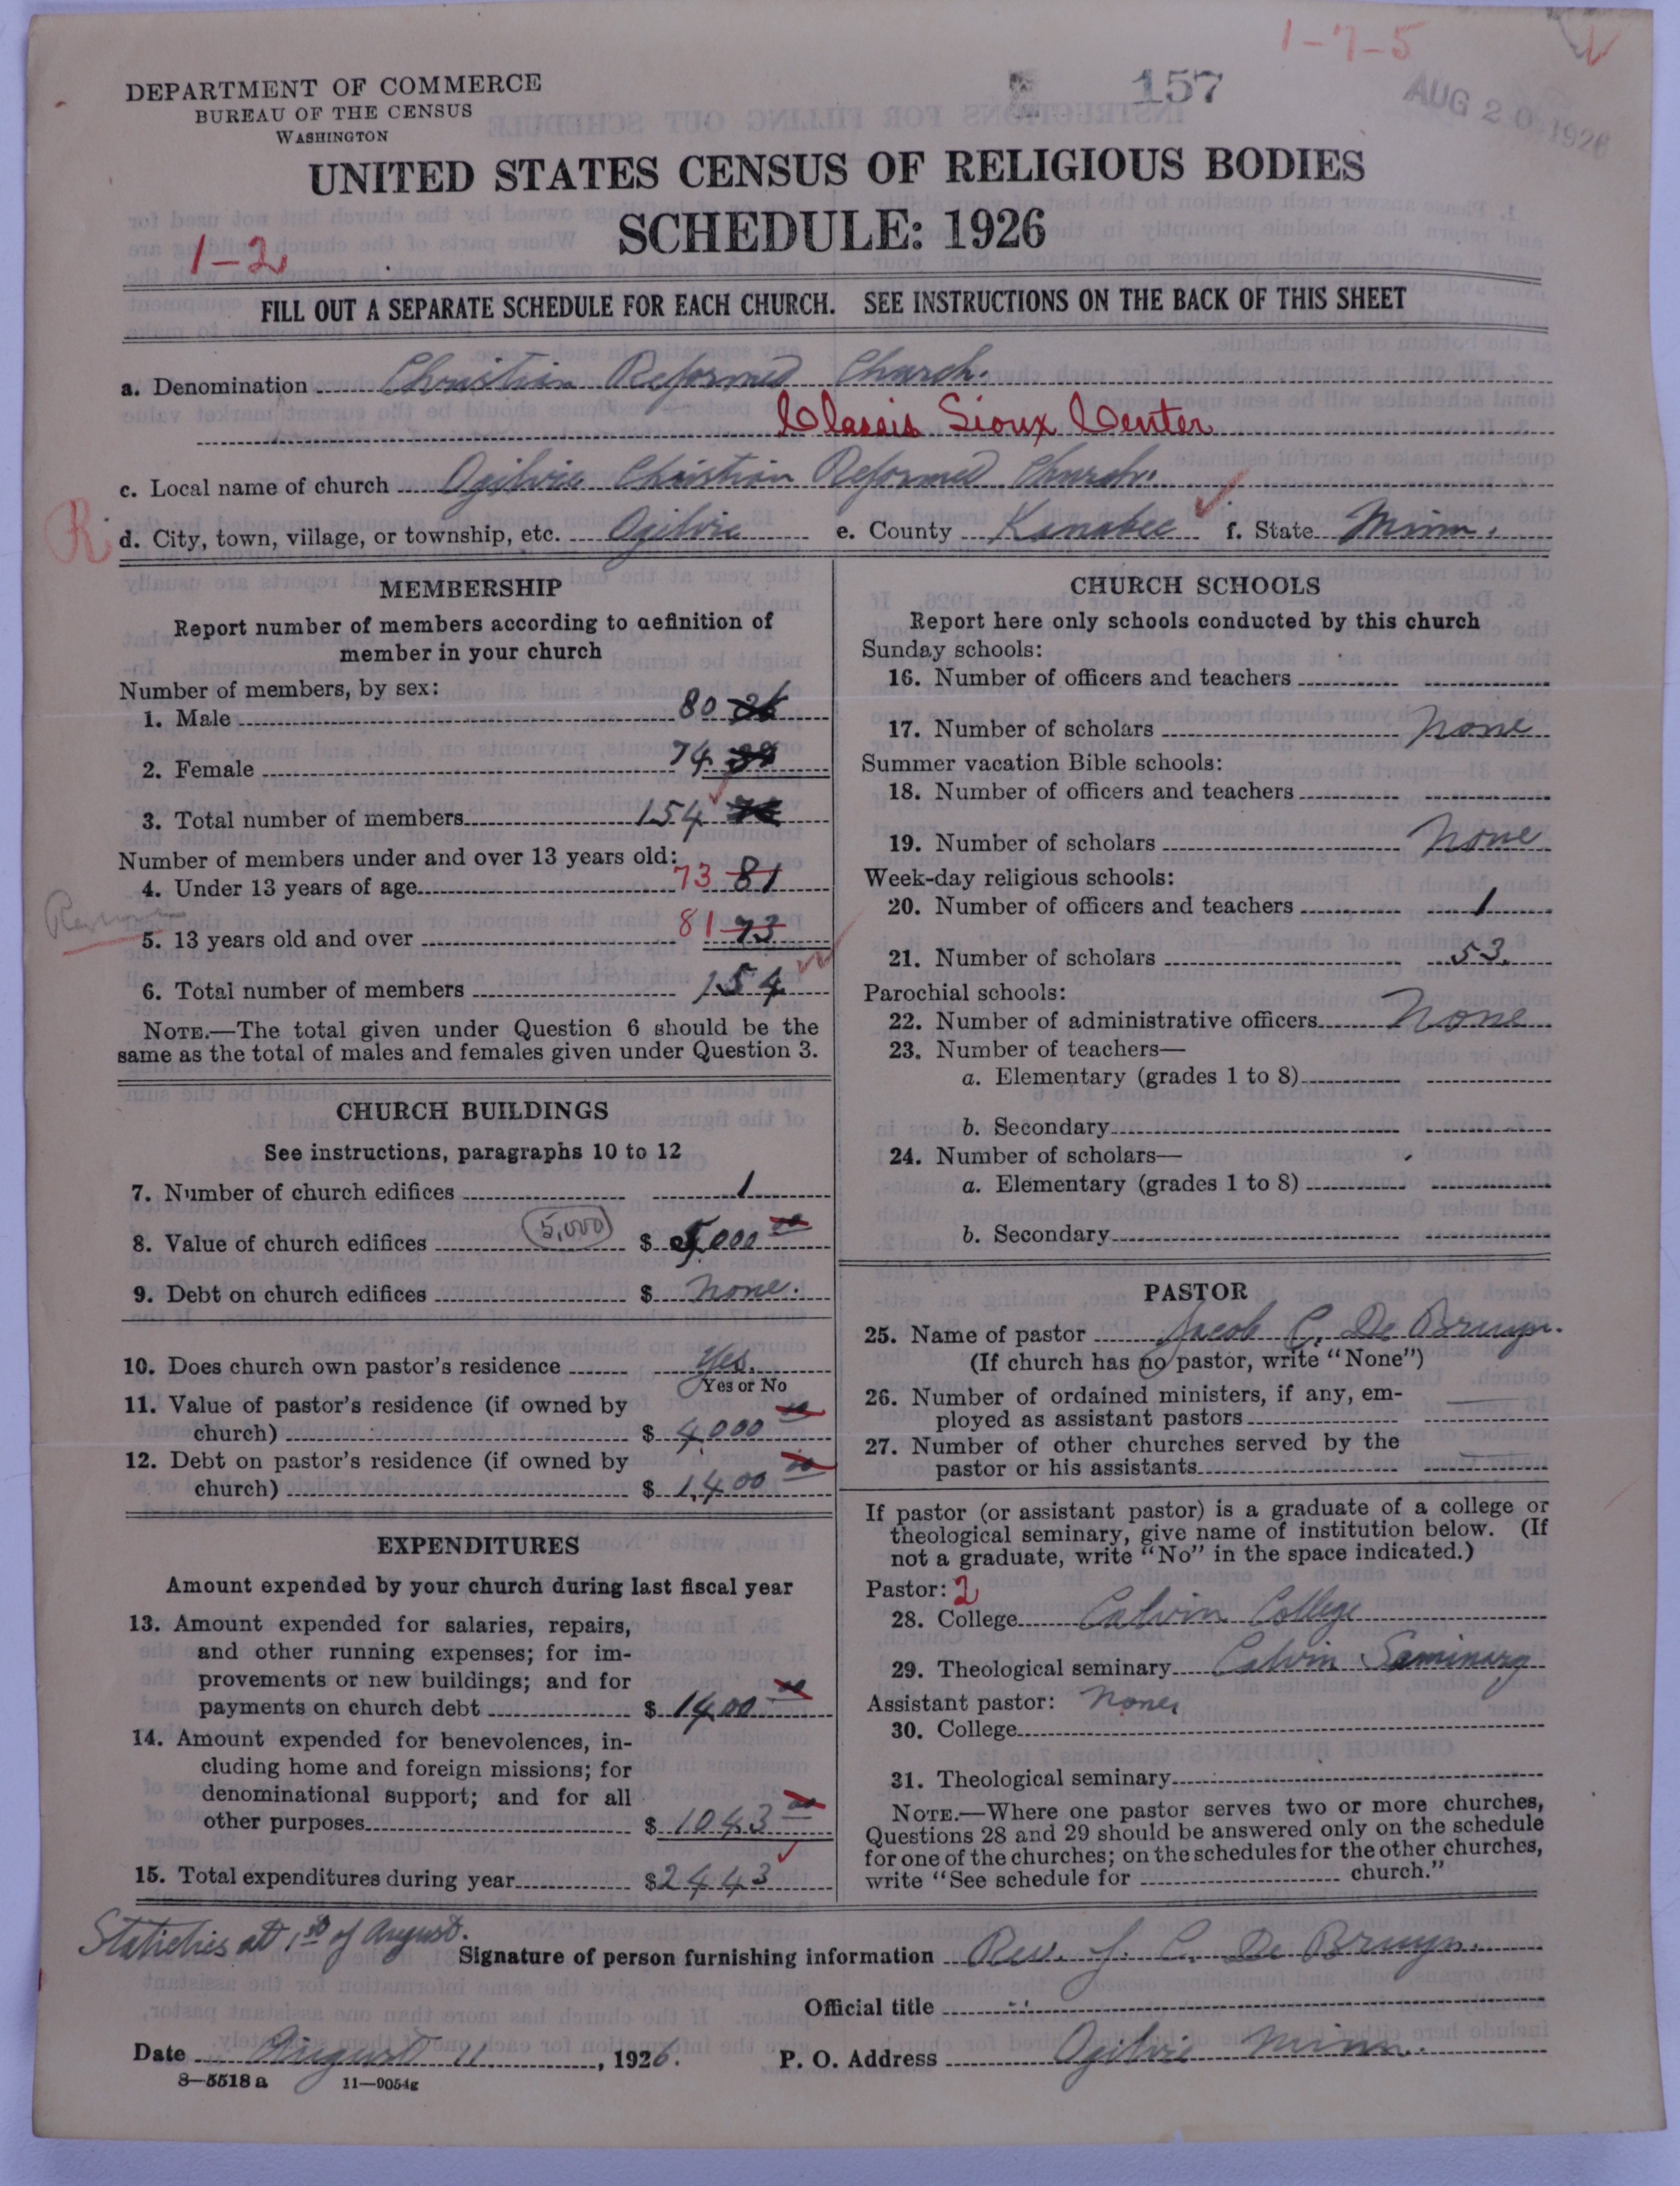 1-7-5
157
AUG 20 1926
DEPARTMENT OF COMMERCE
BUREAU OF THE CENSUS
WASHINGTON
UNITED STATES CENSUS OF RELIGIOUS BODIES
SCHEDULE: 1926
1-2
FILL OUT A SEPARATE SCHEDULE FOR EACH CHURCH. SEE INSTRUCTIONS ON THE BACK OF THIS SHEET
a. Denomination Christian Reformed Church.
Classis Sioux Center
c. Local name of church Ogilvie Christian Reformed Church.
R
d. City, town, village, or township, etc. Ogilvie e. County Kanabec f. State Minn.
MEMBERSHIP
Report number of members according to definition of
member in your church
Number of members, by sex:
1. Male 80
2. Female 74
3. Total number of members 154
Number of members under and over 13 years old:
4. Under 13 years of age 73 81
5. 13 years old and over 81 73
6. Total number of members 154
NOTE.—The total given under Question 6 should be the
same as the total of males and females given under Question 3.
CHURCH BUILDINGS
See instructions, paragraphs 10 to 12
7. Number of church edifices 1
8. Value of church edifices 5,000 $ 5,000 00
9. Debt on church edifices $ none.
10. Does church own pastor's residence Yes.
Yes or No
11. Value of pastor's residence (if owned by
church) $ 4,000 00
12. Debt on pastor's residence (if owned by
church) $ 1,400 00
EXPENDITURES
Amount expended by your church during last fiscal year
13. Amount expended for salaries, repairs,
and other running expenses; for im-
provements or new buildings; and for
payments on church debt $ 1400 00
14. Amount expended for benevolences, in-
cluding home and foreign missions; for
denominational support; and for all
other purposes $ 1043 00
15. Total expenditures during year $ 2443
CHURCH SCHOOLS
Report here only schools conducted by this church
Sunday schools:
16. Number of officers and teachers
17. Number of scholars None
Summer vacation Bible schools:
18. Number of officers and teachers
19. Number of scholars None
Week-day religious schools:
20. Number of officers and teachers 1
21. Number of scholars 53.
Parochial schools:
22. Number of administrative officers None
23. Number of teachers—
a. Elementary (grades 1 to 8)
b. Secondary
24. Number of scholars—
a. Elementary (grades 1 to 8)
b. Secondary
PASTOR
25. Name of pastor Jacob C. De Bruyn.
(If church has no pastor, write "None")
26. Number of ordained ministers, if any, em-
ployed as assistant pastors
27. Number of other churches served by the
pastor or his assistants
If pastor (or assistant pastor) is a graduate of a college or
theological seminary, give name of institution below. (If
not a graduate, write "No" in the space indicated.)
Pastor: 2
28. College Calvin College
29. Theological seminary Calvin Seminary
Assistant pastor: None
30. College
31. Theological seminary
NOTE.—Where one pastor serves two or more churches,
Questions 28 and 29 should be answered only on the schedule
for one of the churches; on the schedules for the other churches,
write "See schedule for church."
Statistics at 1st of August.
Signature of person furnishing information Rev. J. C. De Bruyn.
Official title
Date August 11, 1926. P. O. Address Ogilvie Minn.
8—5518 a 11—9054g